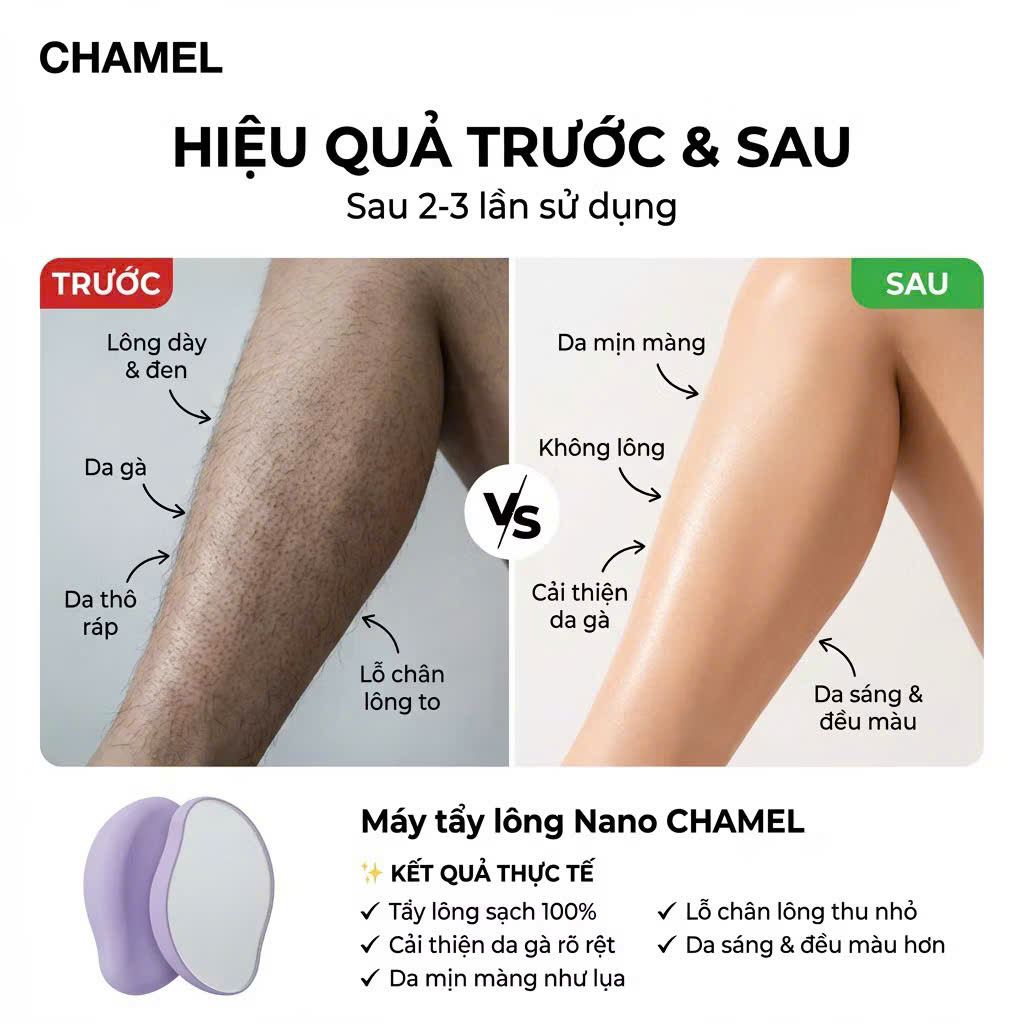 CHAMEL
HIỆU QUẢ TRƯỚC & SAU
Sau 2-3 lần sử dụng
TRƯỚC
Lông dày
& đen
Da gà
Da thô
ráp
Lỗ chân
lông to
VS
SAU
Da mịn màng
Không lông
Cải thiện
da gà
Da sáng &
đều màu
Máy tẩy lông Nano CHAMEL
✨ KẾT QUẢ THỰC TẾ
✓ Tẩy lông sạch 100%
✓ Cải thiện da gà rõ rệt
✓ Da mịn màng như lụa
✓ Lỗ chân lông thu nhỏ
✓ Da sáng & đều màu hơn